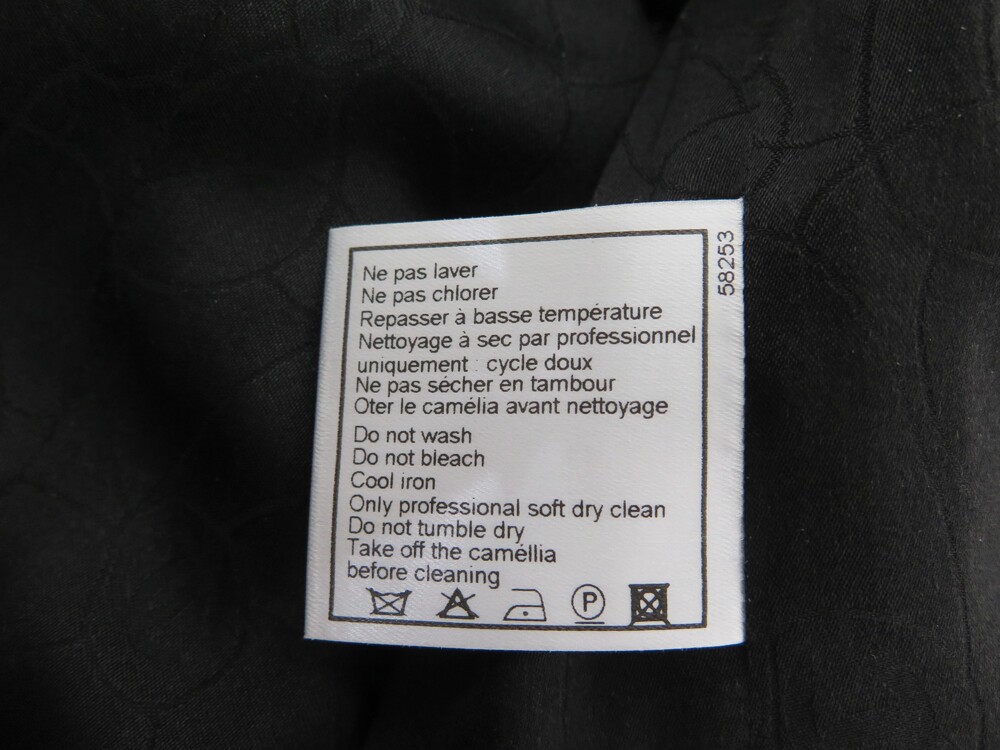 Ne pas laver
Ne pas chlorer
Repasser à basse température
Nettoyage à sec par professionnel
uniquement : cycle doux
Ne pas sécher en tambour
Oter le camélia avant nettoyage
Do not wash
Do not bleach
Cool iron
Only professional soft dry clean
Do not tumble dry
Take off the caméllia
before cleaning
P
58253